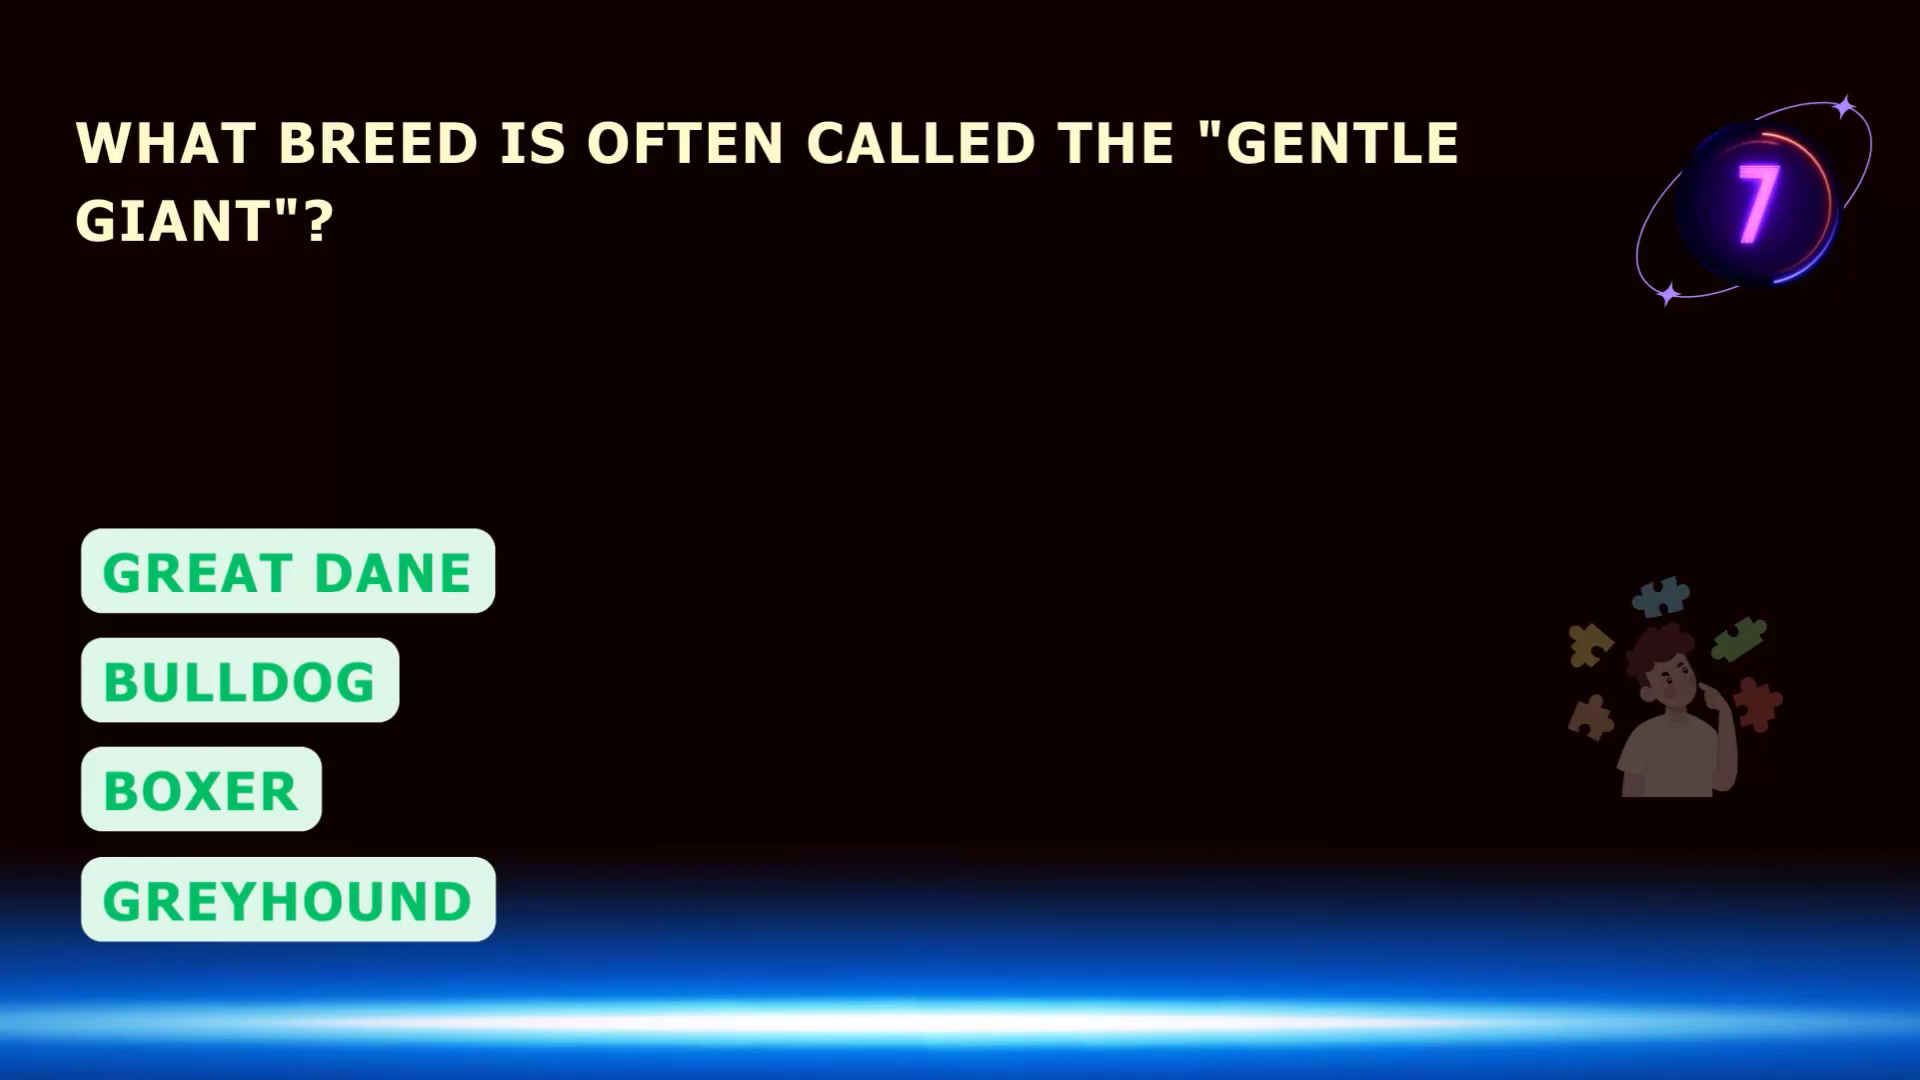 WHAT BREED IS OFTEN CALLED THE "GENTLE
GIANT"?
7
GREAT DANE
BULLDOG
BOXER
GREYHOUND